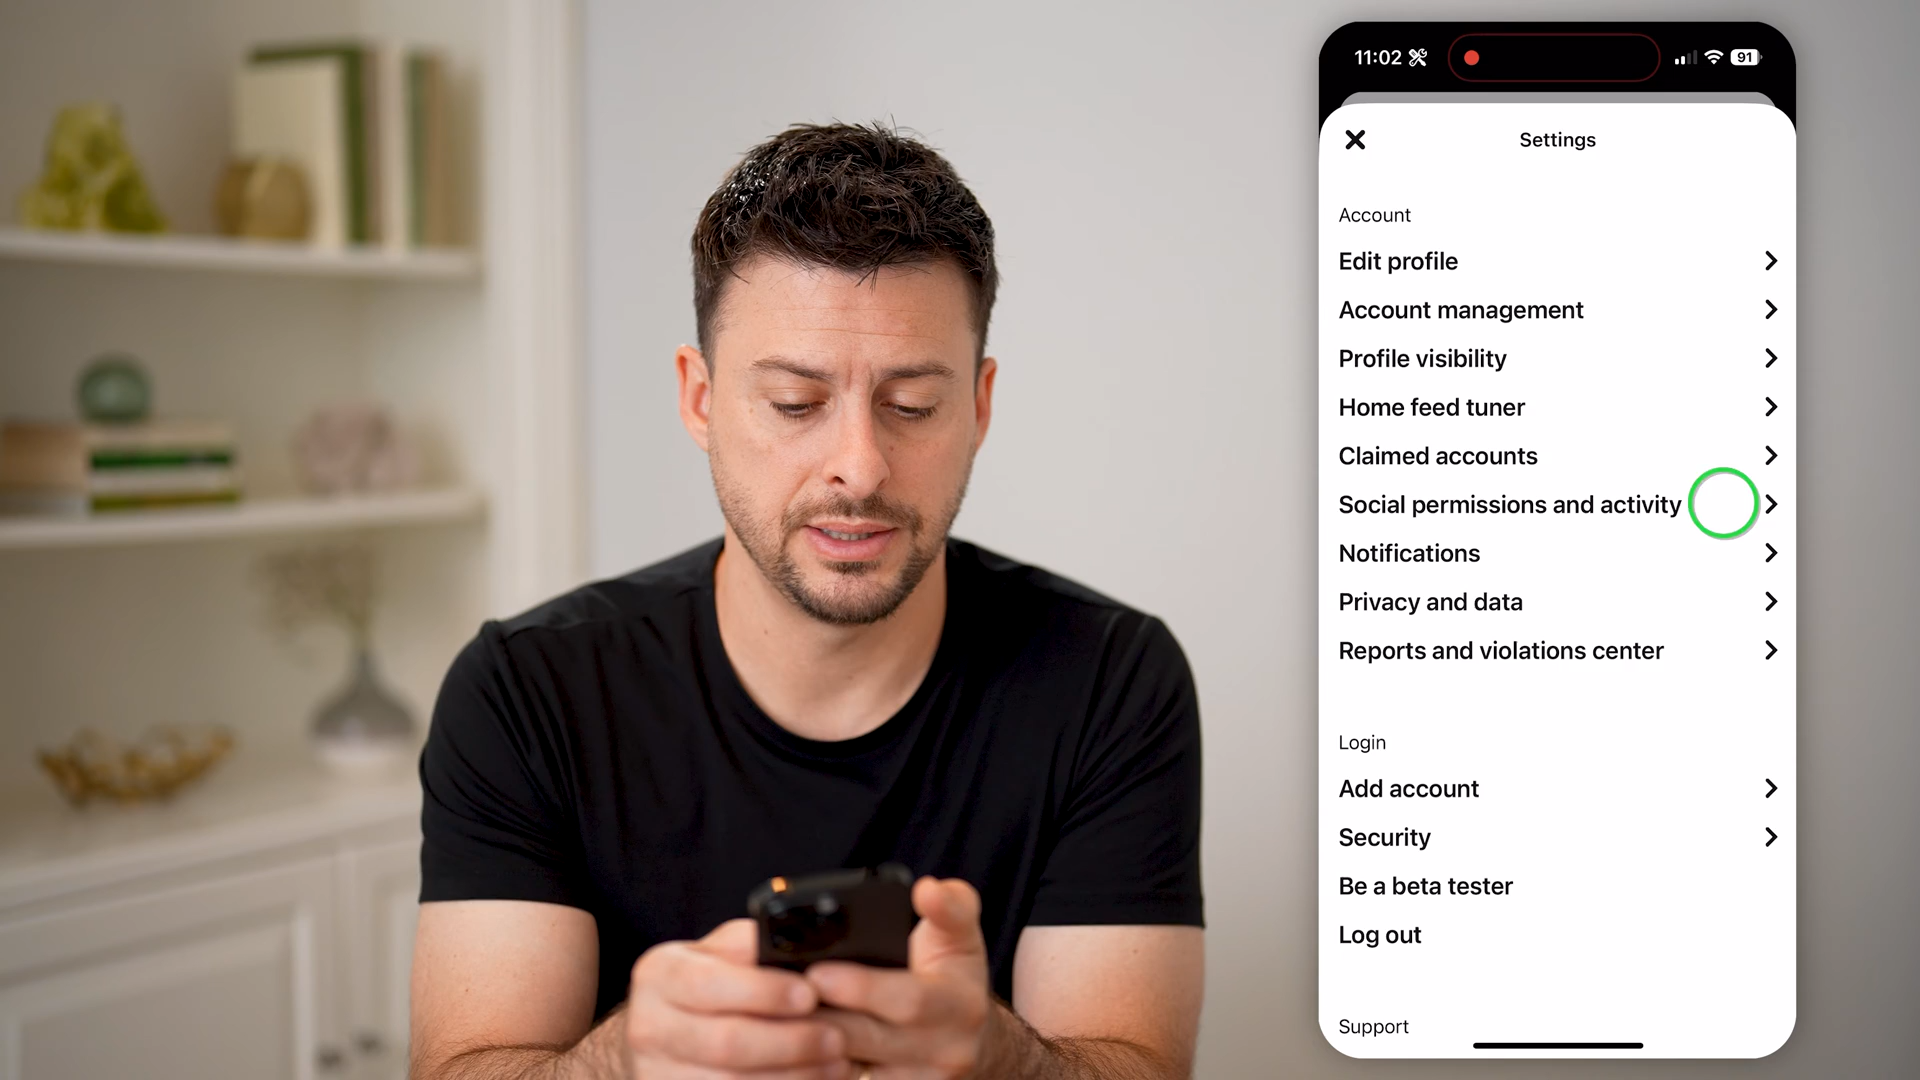 11:02
91
Settings
Account
Edit profile
Account management
Profile visibility
Home feed tuner
Claimed accounts
Social permissions and activity
Notifications
Privacy and data
Reports and violations center
Login
Add account
Security
Be a beta tester
Log out
Support